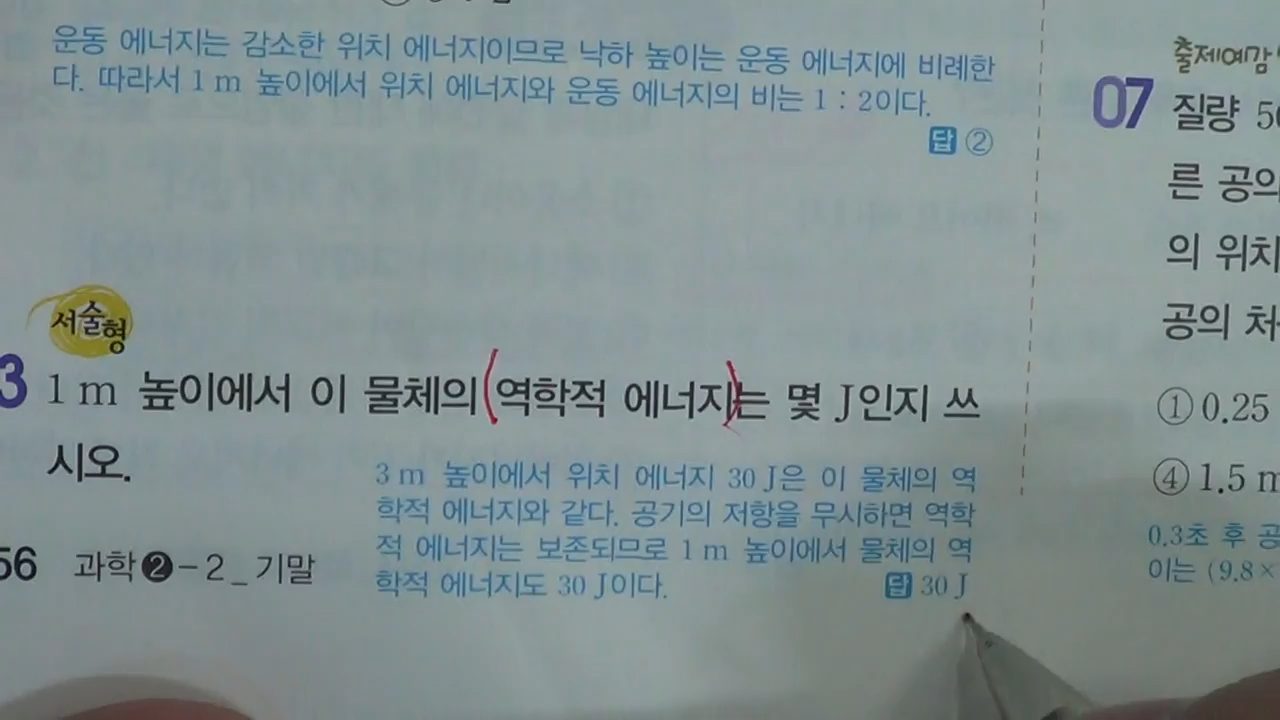 운동 에너지는 감소한 위치 에너지이므로 낙하 높이는 운동 에너지에 비례한
다. 따라서 1 m 높이에서 위치 에너지와 운동 에너지의 비는 1 : 2이다.
답 ②
서술형
3 1 m 높이에서 이 물체의 (역학적 에너지)는 몇 J인지 쓰
시오.
3 m 높이에서 위치 에너지 30 J은 이 물체의 역
학적 에너지와 같다. 공기의 저항을 무시하면 역학
적 에너지는 보존되므로 1 m 높이에서 물체의 역
학적 에너지도 30 J이다.
답 30 J
56 과학❷-2_기말
출제예감
07 질량
른 공의
의 위치
공의 처
① 0.25
④ 1.5 m
0.3초 후 공
이는 (9.8×